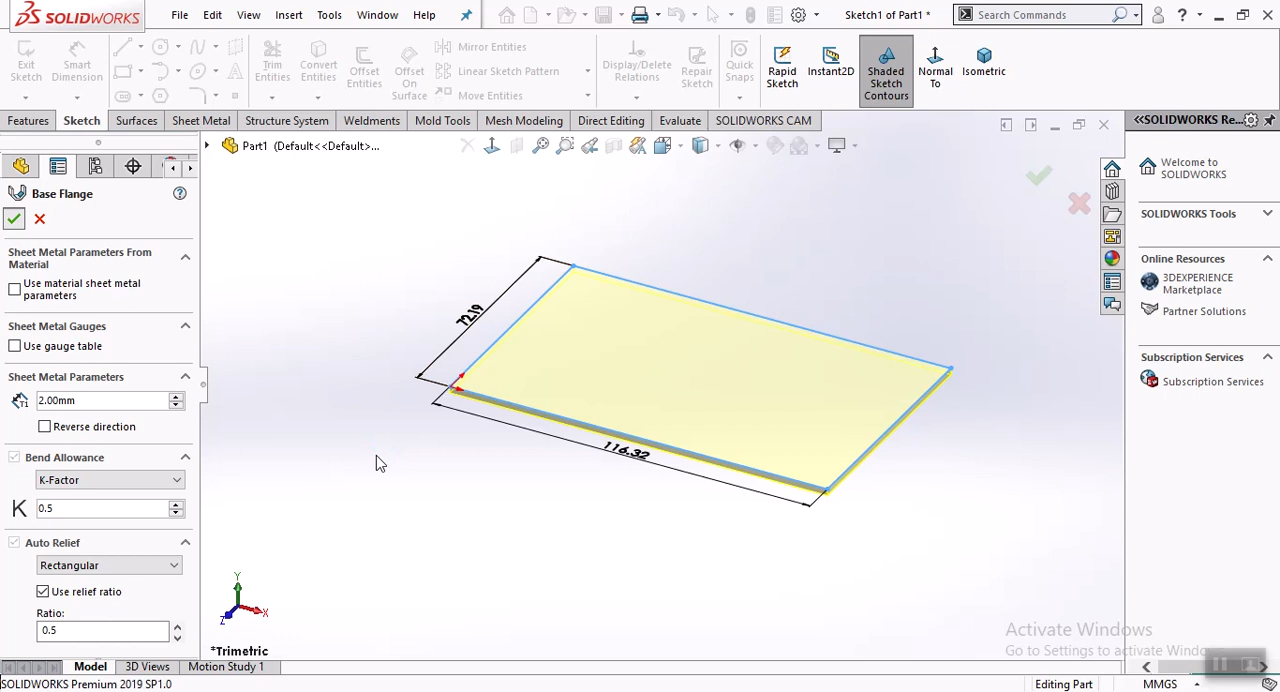 SOLIDWORKS
File Edit View Insert Tools Window Help
Sketch1 of Part1 *
Search Commands
Exit Sketch
Smart Dimension
Trim Entities
Convert Entities
Offset Entities
Offset On Surface
Mirror Entities
Linear Sketch Pattern
Move Entities
Display/Delete Relations
Repair Sketch
Quick Snaps
Rapid Sketch
Instant2D
Shaded Sketch Contours
Normal To
Isometric
Features Sketch Surfaces Sheet Metal Structure System Weldments Mold Tools Mesh Modeling Direct Editing Evaluate SOLIDWORKS CAM
Base Flange
Sheet Metal Parameters From
Material
Use material sheet metal
parameters
Sheet Metal Gauges
Use gauge table
Sheet Metal Parameters
T1
2.00mm
Reverse direction
Bend Allowance
K-Factor
K 0.5
Auto Relief
Rectangular
Use relief ratio
Ratio:
0.5
Part1 (Default<<Default>...
72.19
116.32
Y
X
Z
*Trimetric
<<SOLIDWORKS Re...
Welcome to
SOLIDWORKS
SOLIDWORKS Tools
Online Resources
3DEXPERIENCE
Marketplace
Partner Solutions
Subscription Services
Subscription Services
Activate Windows
Go to Settings to activate
Model 3D Views Motion Study 1
SOLIDWORKS Premium 2019 SP1.0
Editing Part
MMGS